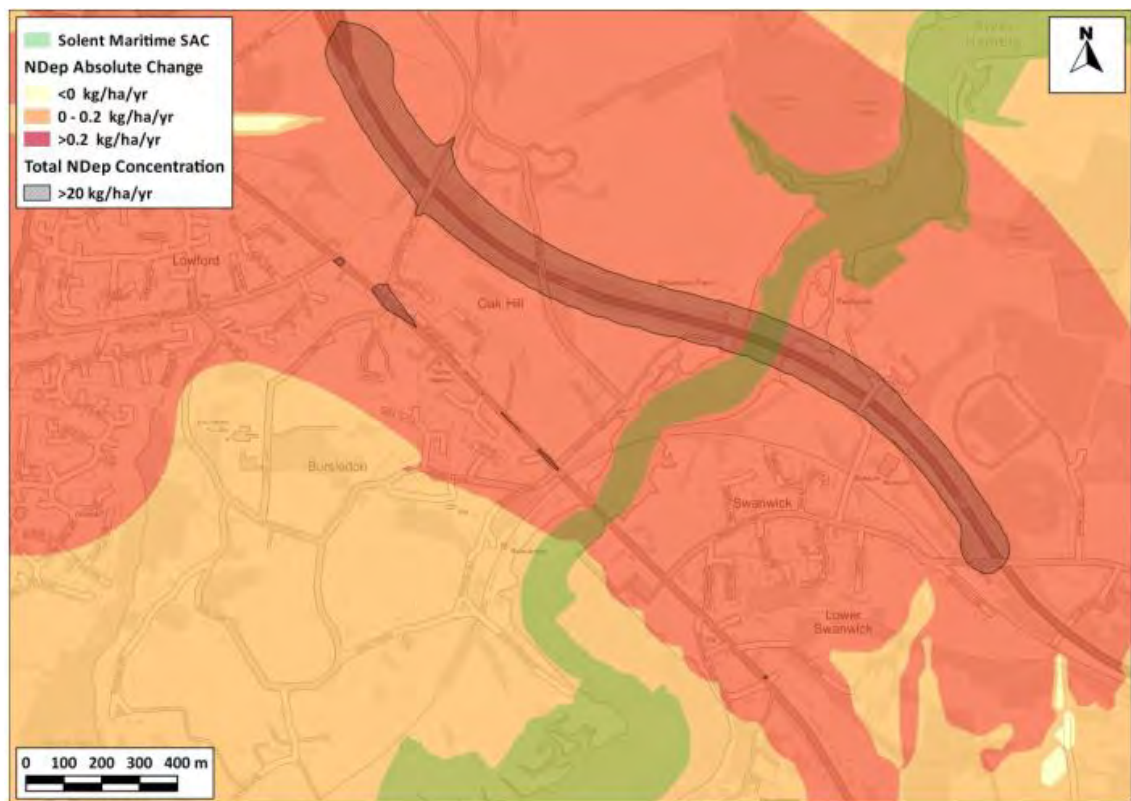 Solent Maritime SAC
NDep Absolute Change
<0 kg/ha/yr
0 - 0.2 kg/ha/yr
>0.2 kg/ha/yr
Total NDep Concentration
>20 kg/ha/yr
N
River
Hamble
Lowford
Oak Hill
Bursledon
Swanwick
Lower
Swanwick
0 100 200 300 400 m